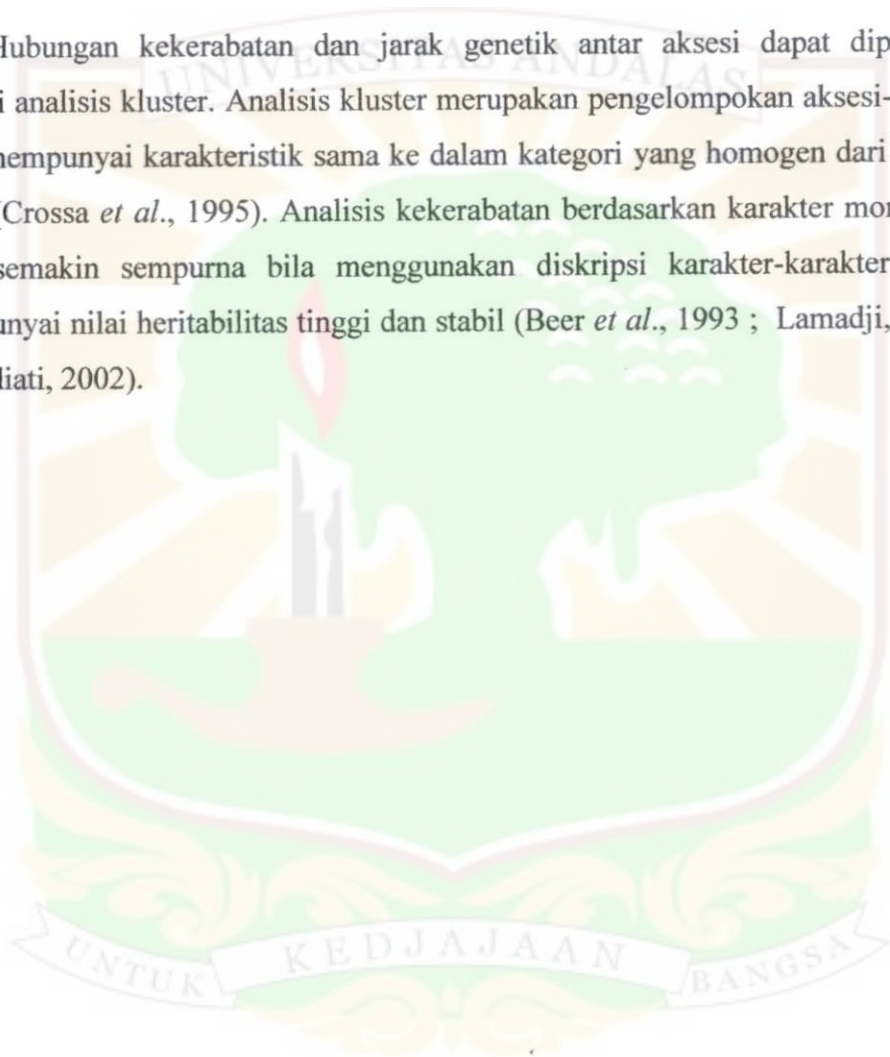 Hubungan kekerabatan dan jarak genetik antar aksesi dapat dip
i analisis kluster. Analisis kluster merupakan pengelompokan aksesi-
nempunyai karakteristik sama ke dalam kategori yang homogen dari
(Crossa et al., 1995). Analisis kekerabatan berdasarkan karakter mor
semakin sempurna bila menggunakan diskripsi karakter-karakter
unyai nilai heritabilitas tinggi dan stabil (Beer et al., 1993 ; Lamadji,
liati, 2002).
UNIVERSITAS ANDALAS
UNTUK KEDJAJAAN BANGSA